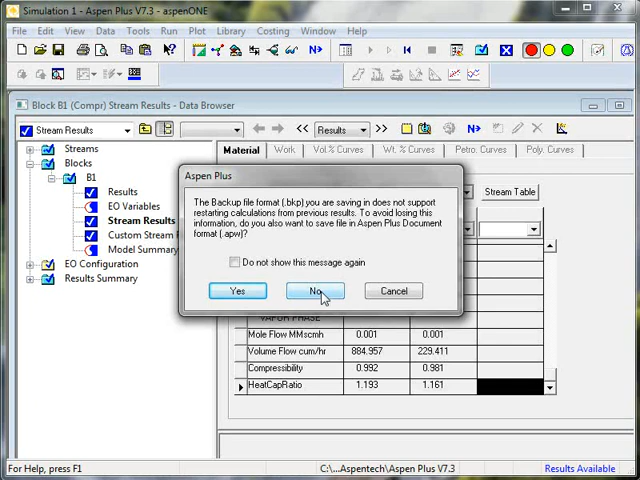 Simulation 1 - Aspen Plus V7.3 - aspenONE
File Edit View Data Tools Run Plot Library Costing Window Help
Block B1 (Compr) Stream Results - Data Browser
Stream Results
Results
Streams
Blocks
B1
Results
EO Variables
Stream Results
Custom Stream R
Model Summary
EO Configuration
Results Summary
Material Work Vol.% Curves Wt. % Curves Petro. Curves Poly. Curves
Stream Table
Aspen Plus
The Backup file format (.bkp) you are saving in does not support
restarting calculations from previous results. To avoid losing this
information, do you also want to save file in Aspen Plus Document
format (.apw)?
Do not show this message again
Yes No Cancel
VAPOR PHASE
Mole Flow MMscmh 0.001 0.001
Volume Flow cum/hr 884.957 229.411
Compressibility 0.992 0.981
HeatCapRatio 1.193 1.161
For Help, press F1
C:\...Aspentech\Aspen Plus V7.3
Results Available